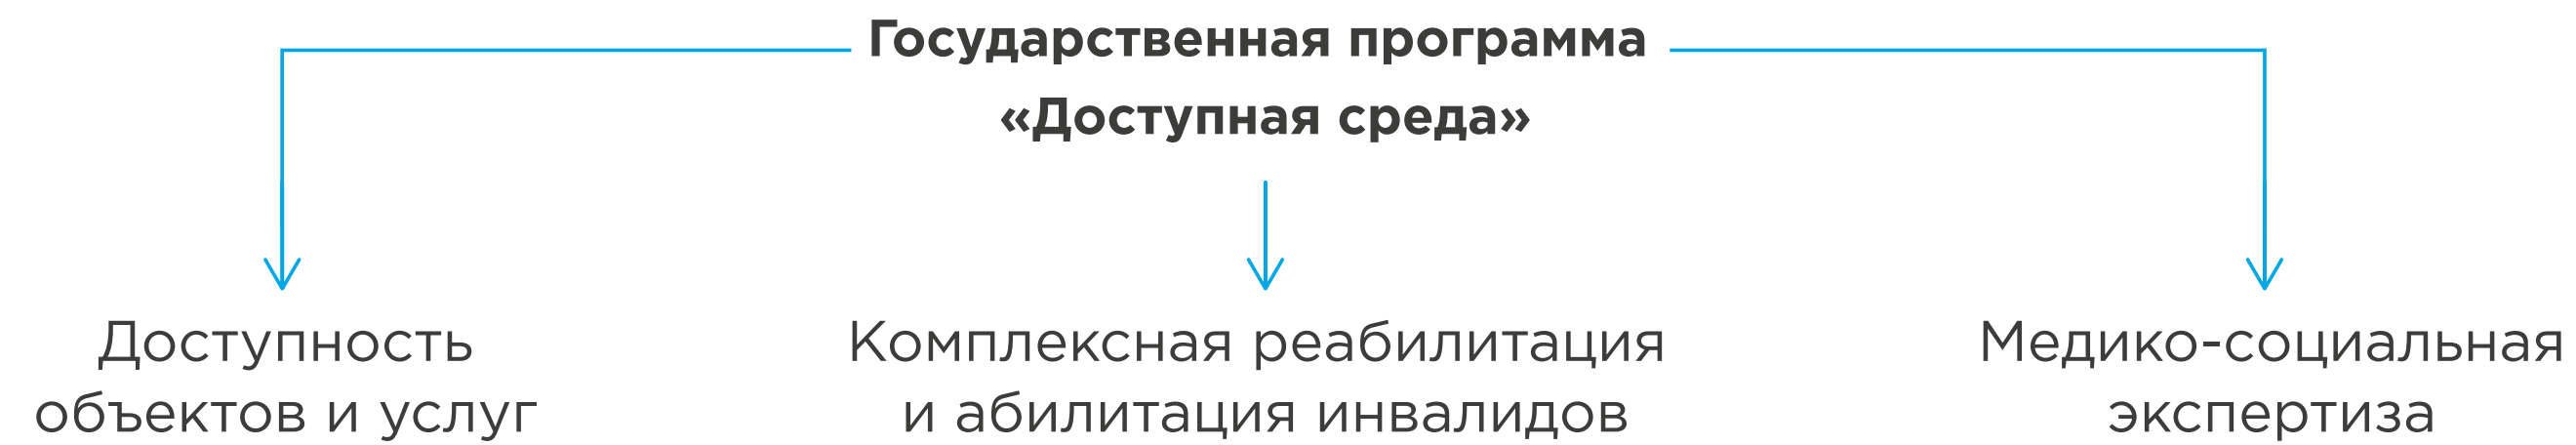 Государственная программа
«Доступная среда»
Доступность
объектов и услуг
Комплексная реабилитация
и абилитация инвалидов
Медико-социальная
экспертиза